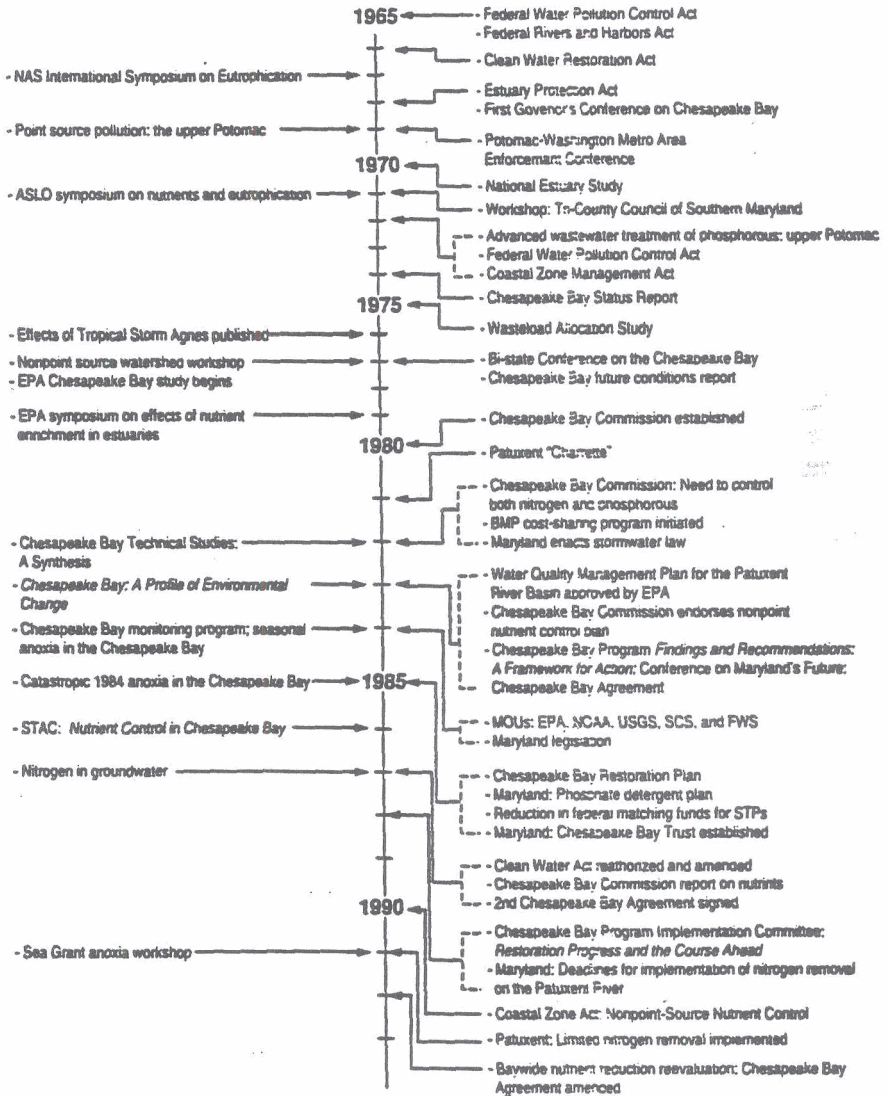 1965
- Federal Water Pollution Control Act
- Federal Rivers and Harbors Act
- Clean Water Restoration Act
- NAS International Symposium on Eutrophication
- Estuary Protection Act
- First Governor's Conference on Chesapeake Bay
- Point source pollution: the upper Potomac
- Potomac-Washington Metro Area
Enforcement Conference
1970
- National Estuary Study
- ASLO symposium on nutrients and eutrophication
- Workshop: Tri-County Council of Southern Maryland
- Advanced wastewater treatment of phosphorous: upper Potomac
- Federal Water Pollution Control Act
- Coastal Zone Management Act
- Chesapeake Bay Status Report
1975
- Wasteload Allocation Study
- Effects of Tropical Storm Agnes published
- Nonpoint source watershed workshop
- EPA Chesapeake Bay study begins
- Bi-state Conference on the Chesapeake Bay
- Chesapeake Bay future conditions report
- EPA symposium on effects of nutrient
enrichment in estuaries
- Chesapeake Bay Commission established
1980
- Patuxent "Charrette"
- Chesapeake Bay Commission: Need to control
both nitrogen and phosphorous
- BMP cost-sharing program initiated
- Maryland enacts stormwater law
- Chesapeake Bay Technical Studies:
A Synthesis
- Chesapeake Bay: A Profile of Environmental
Change
- Water Quality Management Plan for the Patuxent
River Basin approved by EPA
- Chesapeake Bay Commission endorses nonpoint
nutrient control plan
- Chesapeake Bay Program Findings and Recommendations:
A Framework for Action: Conference on Maryland's Future:
Chesapeake Bay Agreement
- Chesapeake Bay monitoring program; seasonal
anoxia in the Chesapeake Bay
- Catastropic 1984 anoxia in the Chesapeake Bay
1985
- MOUs: EPA, NCAA, USGS, SCS, and FWS
- Maryland legislation
- STAC: Nutrient Control in Chesapeake Bay
- Nitrogen in groundwater
- Chesapeake Bay Restoration Plan
- Maryland: Phosphate detergent plan
- Reduction in federal matching funds for STPs
- Maryland: Chesapeake Bay Trust established
- Clean Water Act reathorized and amended
- Chesapeake Bay Commission report on nutrints
- 2nd Chesapeake Bay Agreement signed
1990
- Chesapeake Bay Program Implementation Committee:
Restoration Progress and the Course Ahead
- Maryland: Deadlines for implementation of nitrogen removal
on the Patuxent River
- Sea Grant anoxia workshop
- Coastal Zone Act: Nonpoint-Source Nutrient Control
- Patuxent: Limited nitrogen removal implemented
- Baywide nutrient reduction reevaluation: Chesapeake Bay
Agreement amended